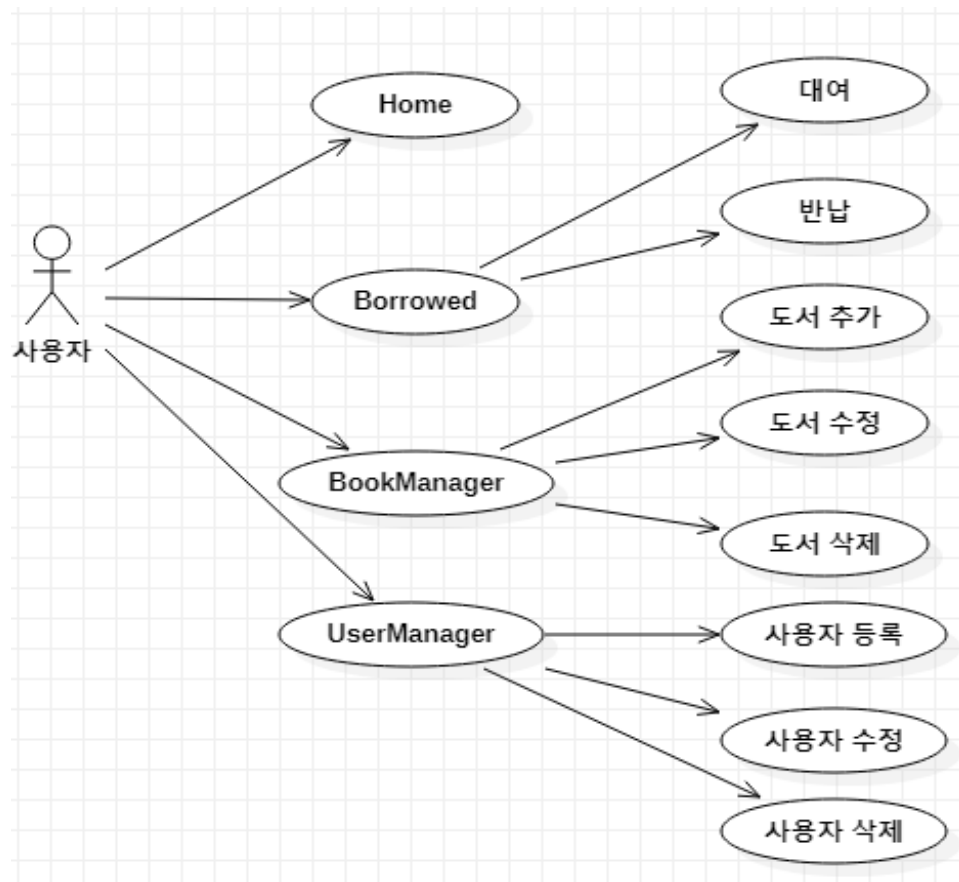 Home
대여
반납
사용자
Borrowed
도서 추가
도서 수정
BookManager
도서 삭제
UserManager
사용자 등록
사용자 수정
사용자 삭제